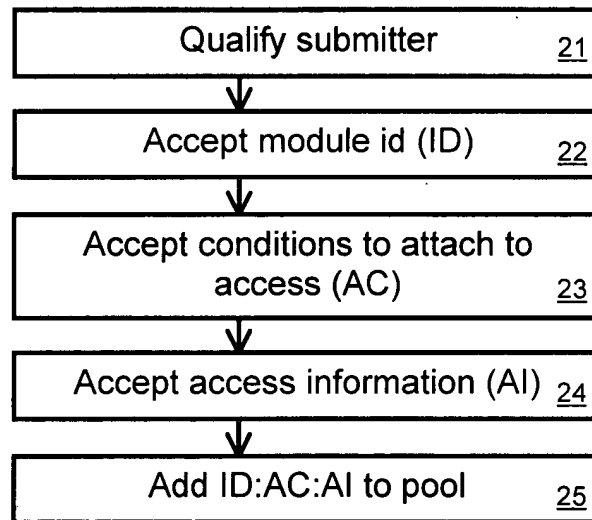 Qualify submitter 21
Accept module id (ID) 22
Accept conditions to attach to
access (AC) 23
Accept access information (AI) 24
Add ID:AC:AI to pool 25